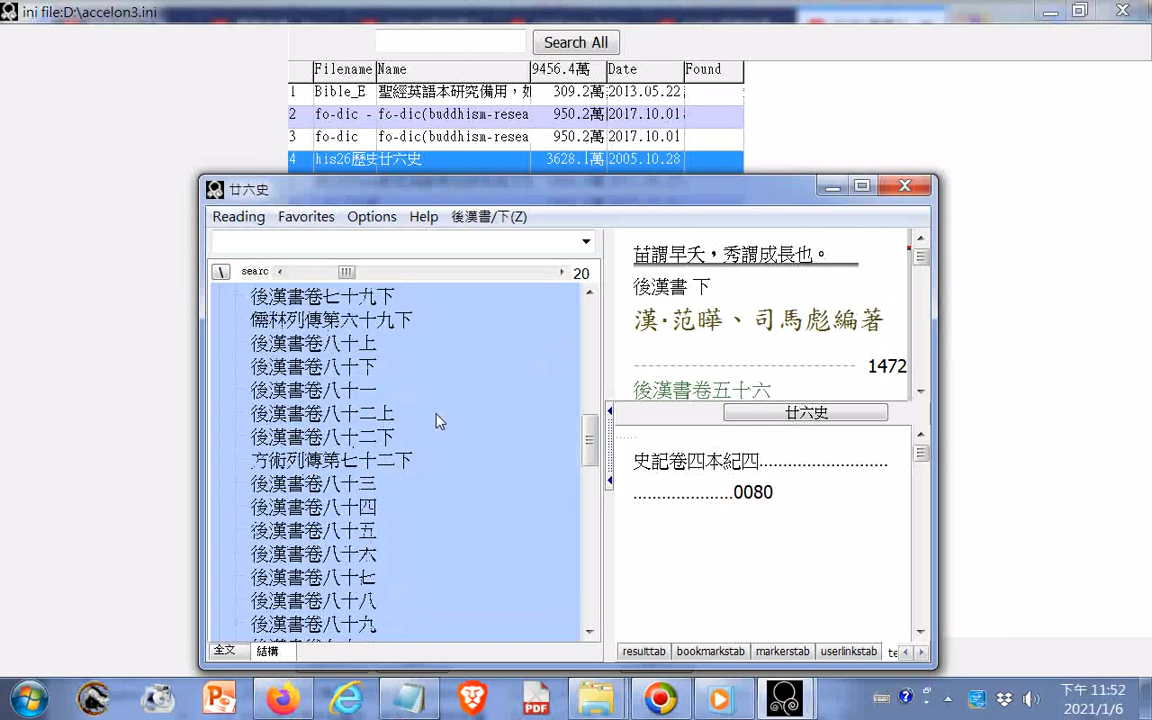 ini file:D:\accelon3.ini
Search All
Filename Name 9456.4萬 Date Found
1 Bible_E 聖經英語本研究備用，如 309.2萬 2013.05.22
2 fo-dic - fo-dic(buddhism-resea 950.2萬 2017.10.01
3 fo-dic fo-dic(buddhism-resea 950.2萬 2017.10.01
4 his26歷史 廿六史 3628.1萬 2005.10.28
廿六史
Reading Favorites Options Help 後漢書/下(Z)
\ searc 20
後漢書卷七十九下
儒林列傳第六十九下
後漢書卷八十上
後漢書卷八十下
後漢書卷八十一
後漢書卷八十二上
後漢書卷八十二下
方術列傳第七十二下
後漢書卷八十三
後漢書卷八十四
後漢書卷八十五
後漢書卷八十六
後漢書卷八十七
後漢書卷八十八
後漢書卷八十九
全文 結構
苗謂早夭，秀謂成長也。
後漢書 下
漢·范曄、司馬彪編著
1472
後漢書卷五十六
廿六史
史記卷四本紀四..........................
....................0080
resulttab bookmarkstab markerstab userlinkstab te
PDF
下午 11:52
2021/1/6